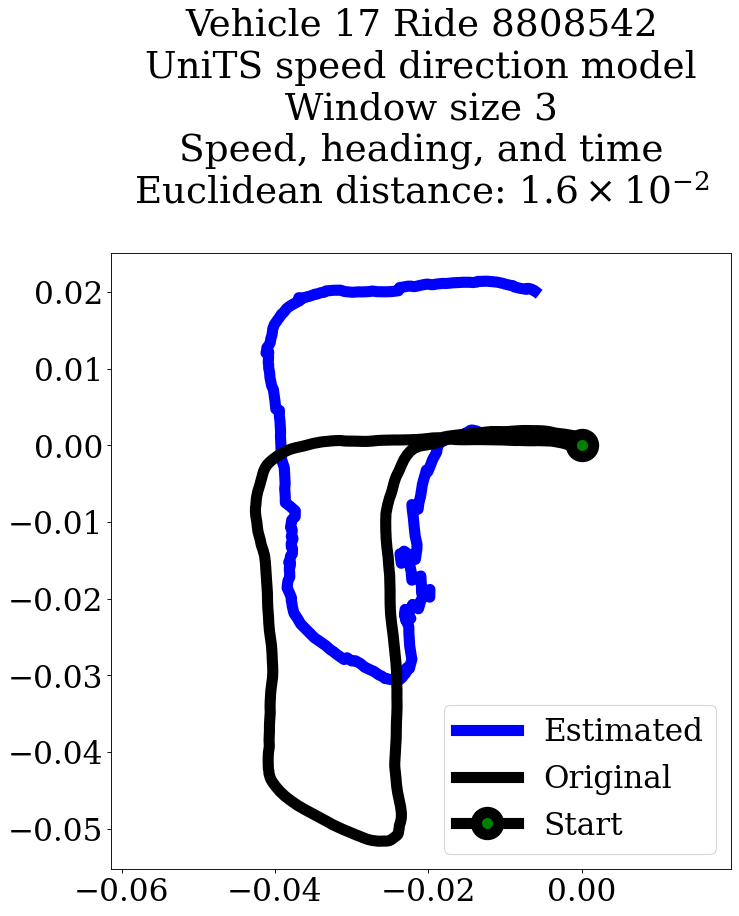 Vehicle 17 Ride 8808542
UniTS speed direction model
Window size 3
Speed, heading, and time
Euclidean distance: 1.6 × 10⁻²
0.02
0.01
0.00
−0.01
−0.02
−0.03
−0.04
−0.05
Estimated
Original
Start
−0.06
−0.04
−0.02
0.00